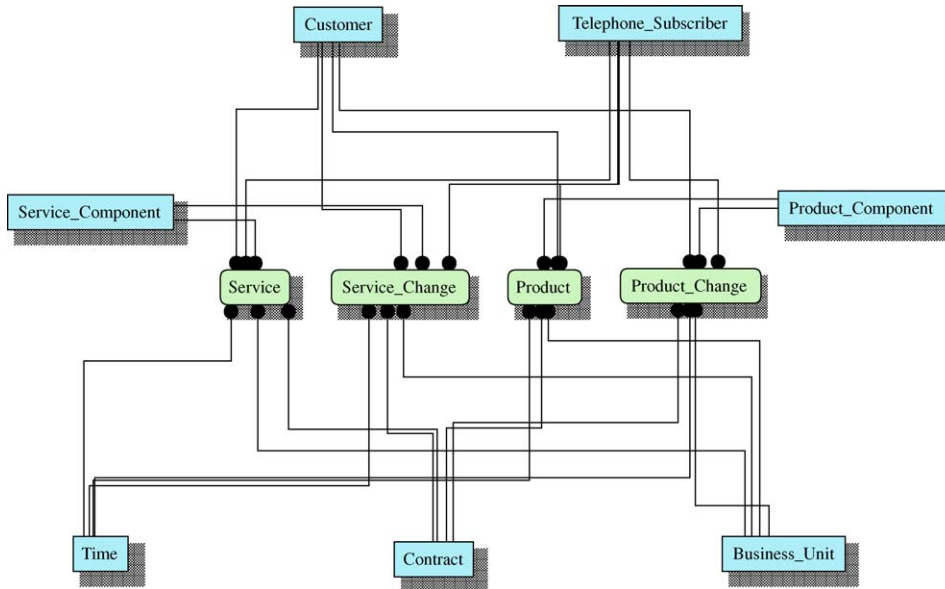 Customer
Telephone_Subscriber
Service_Component
Product_Component
Service
Service_Change
Product
Product_Change
Time
Contract
Business_Unit